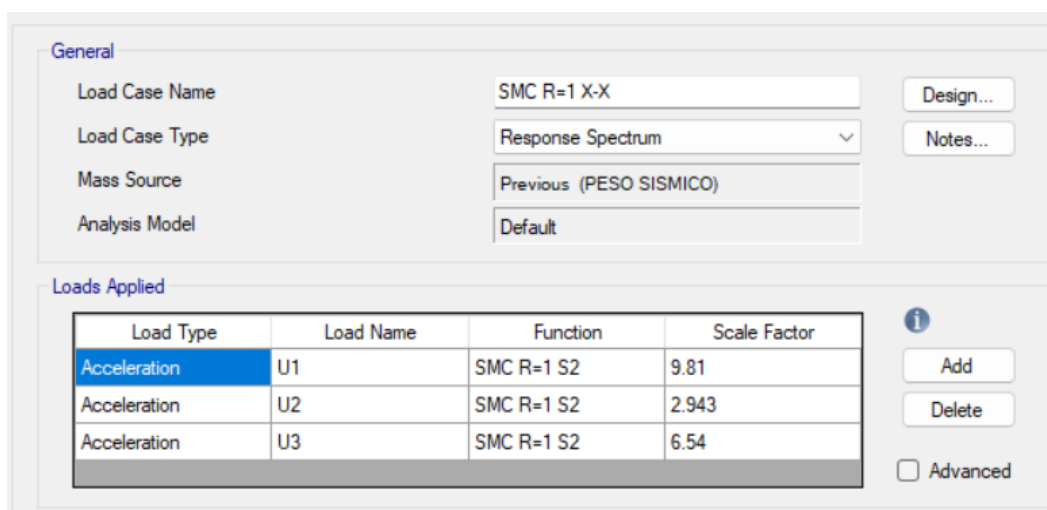 General
Load Case Name SMC R=1 X-X Design...
Load Case Type Response Spectrum Notes...
Mass Source Previous (PESO SISMICO)
Analysis Model Default
Loads Applied
Load Type Load Name Function Scale Factor
Acceleration U1 SMC R=1 S2 9.81 Add
Acceleration U2 SMC R=1 S2 2.943 Delete
Acceleration U3 SMC R=1 S2 6.54
Advanced